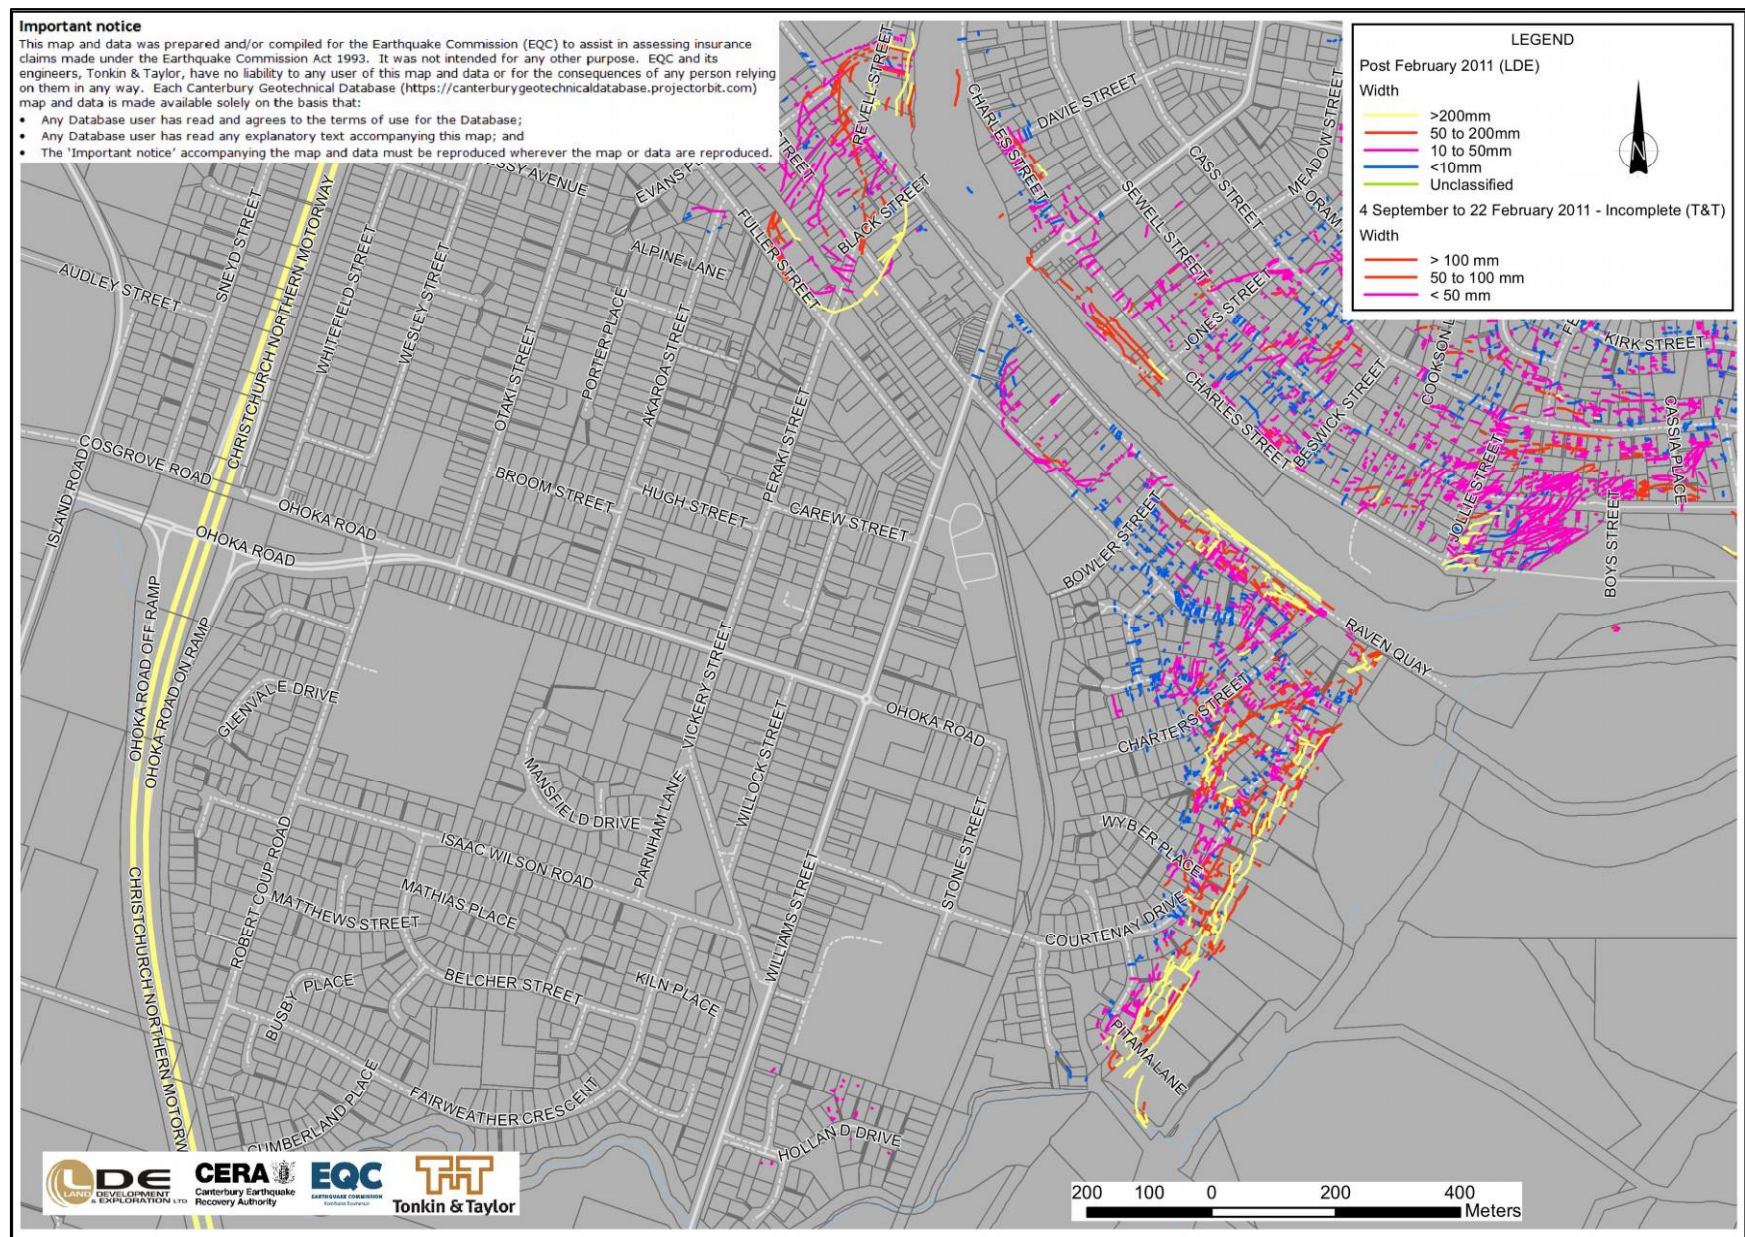 Important notice
This map and data was prepared and/or compiled for the Earthquake Commission (EQC) to assist in assessing insurance
claims made under the Earthquake Commission Act 1993. It was not intended for any other purpose. EQC and its
engineers, Tonkin & Taylor, have no liability to any user of this map and data or for the consequences of any person relying
on them in any way. Each Canterbury Geotechnical Database (https://canterburygeotechnicaldatabase.projectorbit.com)
map and data is made available solely on the basis that:
• Any Database user has read and agrees to the terms of use for the Database;
• Any Database user has read any explanatory text accompanying this map; and
• The 'Important notice' accompanying the map and data must be reproduced wherever the map or data are reproduced.
LEGEND
Post February 2011 (LDE)
Width
>200mm
50 to 200mm
10 to 50mm
<10mm
Unclassified
4 September to 22 February 2011 - Incomplete (T&T)
Width
> 100 mm
50 to 100 mm
< 50 mm
N
REVELL STREET
CHARLES STREET
DAVIE STREET
MEADOW STREET
CASS STREET
ORAM
STREET
SEWELL STREET
BLACK STREET
EVANS
AVENUE
FULLER STREET
ALPINE LANE
SNEYD STREET
CHRISTCHURCH NORTHERN MOTORWAY
WHITEFIELD STREET
WESLEY STREET
AUDLEY STREET
OTAKI STREET
PORTER PLACE
AKAROA STREET
PERAKI STREET
JONES STREET
KIRK STREET
COOKSON
CHARLES STREET
BESWICK STREET
CASSIA PLACE
JOLLIE STREET
BOYS STREET
COSGROVE ROAD
ISLAND ROAD
OHOKA ROAD
OHOKA ROAD
BROOM STREET
HUGH STREET
CAREW STREET
BOWLER STREET
RAVEN QUAY
OHOKA ROAD OFF RAMP
OHOKA ROAD ON RAMP
GLENVALE DRIVE
VICKERY STREET
WILLOCK STREET
OHOKA ROAD
CHARTERS STREET
MANSFIELD DRIVE
PARNHAM LANE
ISAAC WILSON ROAD
ROBERT COUP ROAD
MATHIAS PLACE
MATTHEWS STREET
WILLIAMS STREET
STONE STREET
WYBER PLACE
COURTENAY DRIVE
BELCHER STREET
KILN PLACE
BUSBY PLACE
PITAMA LANE
CHRISTCHURCH NORTHERN MOTORW
CUMBERLAND PLACE
FAIRWEATHER CRESCENT
HOLLAND DRIVE
LDE
LAND DEVELOPMENT
& EXPLORATION LTD
CERA
Canterbury Earthquake
Recovery Authority
EQC
EARTHQUAKE COMMISSION
T+T
Tonkin & Taylor
200 100 0 200 400
Meters